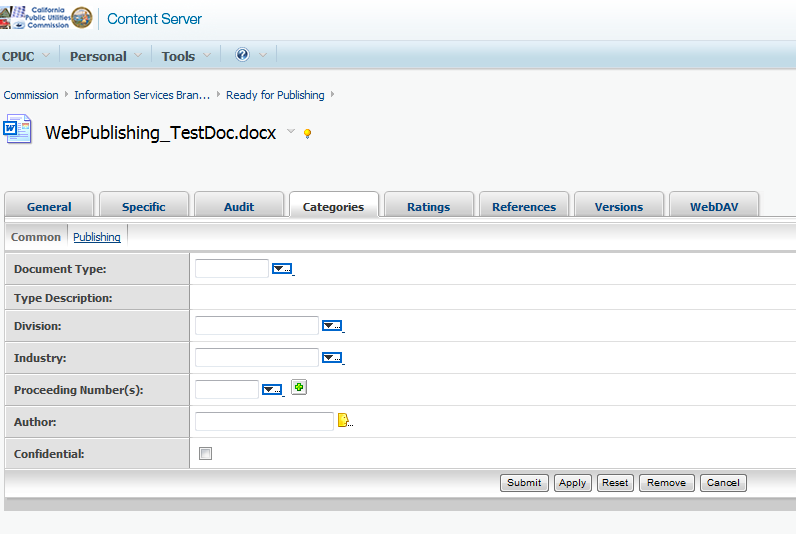 California
Public Utilities
Commission
Content Server
CPUC Personal Tools ?
Commission Information Services Bran... Ready for Publishing
WebPublishing_TestDoc.docx
General Specific Audit Categories Ratings References Versions WebDAV
Common Publishing
Document Type:
Type Description:
Division:
Industry:
Proceeding Number(s):
Author:
Confidential:
Submit Apply Reset Remove Cancel